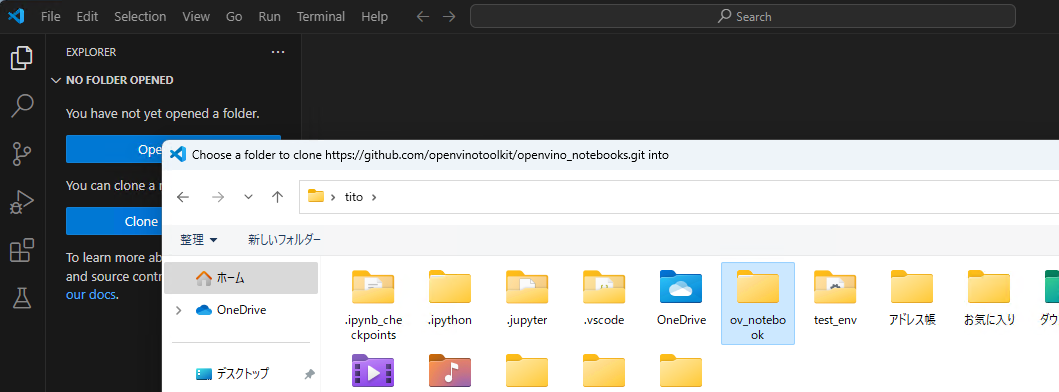 File Edit Selection View Go Run Terminal Help
Search
EXPLORER
NO FOLDER OPENED
You have not yet opened a folder.
Choose a folder to clone https://github.com/openvinotoolkit/openvino_notebooks.git into
You can clone a
tito
Clone
整理
新しいフォルダー
To learn more ab
and source contr
our docs.
ホーム
OneDrive
デスクトップ
.ipynb_che
ckpoints
.ipython
.jupyter
.vscode
OneDrive
ov_notebo
ok
test_env
アドレス帳
お気に入り
ダウ